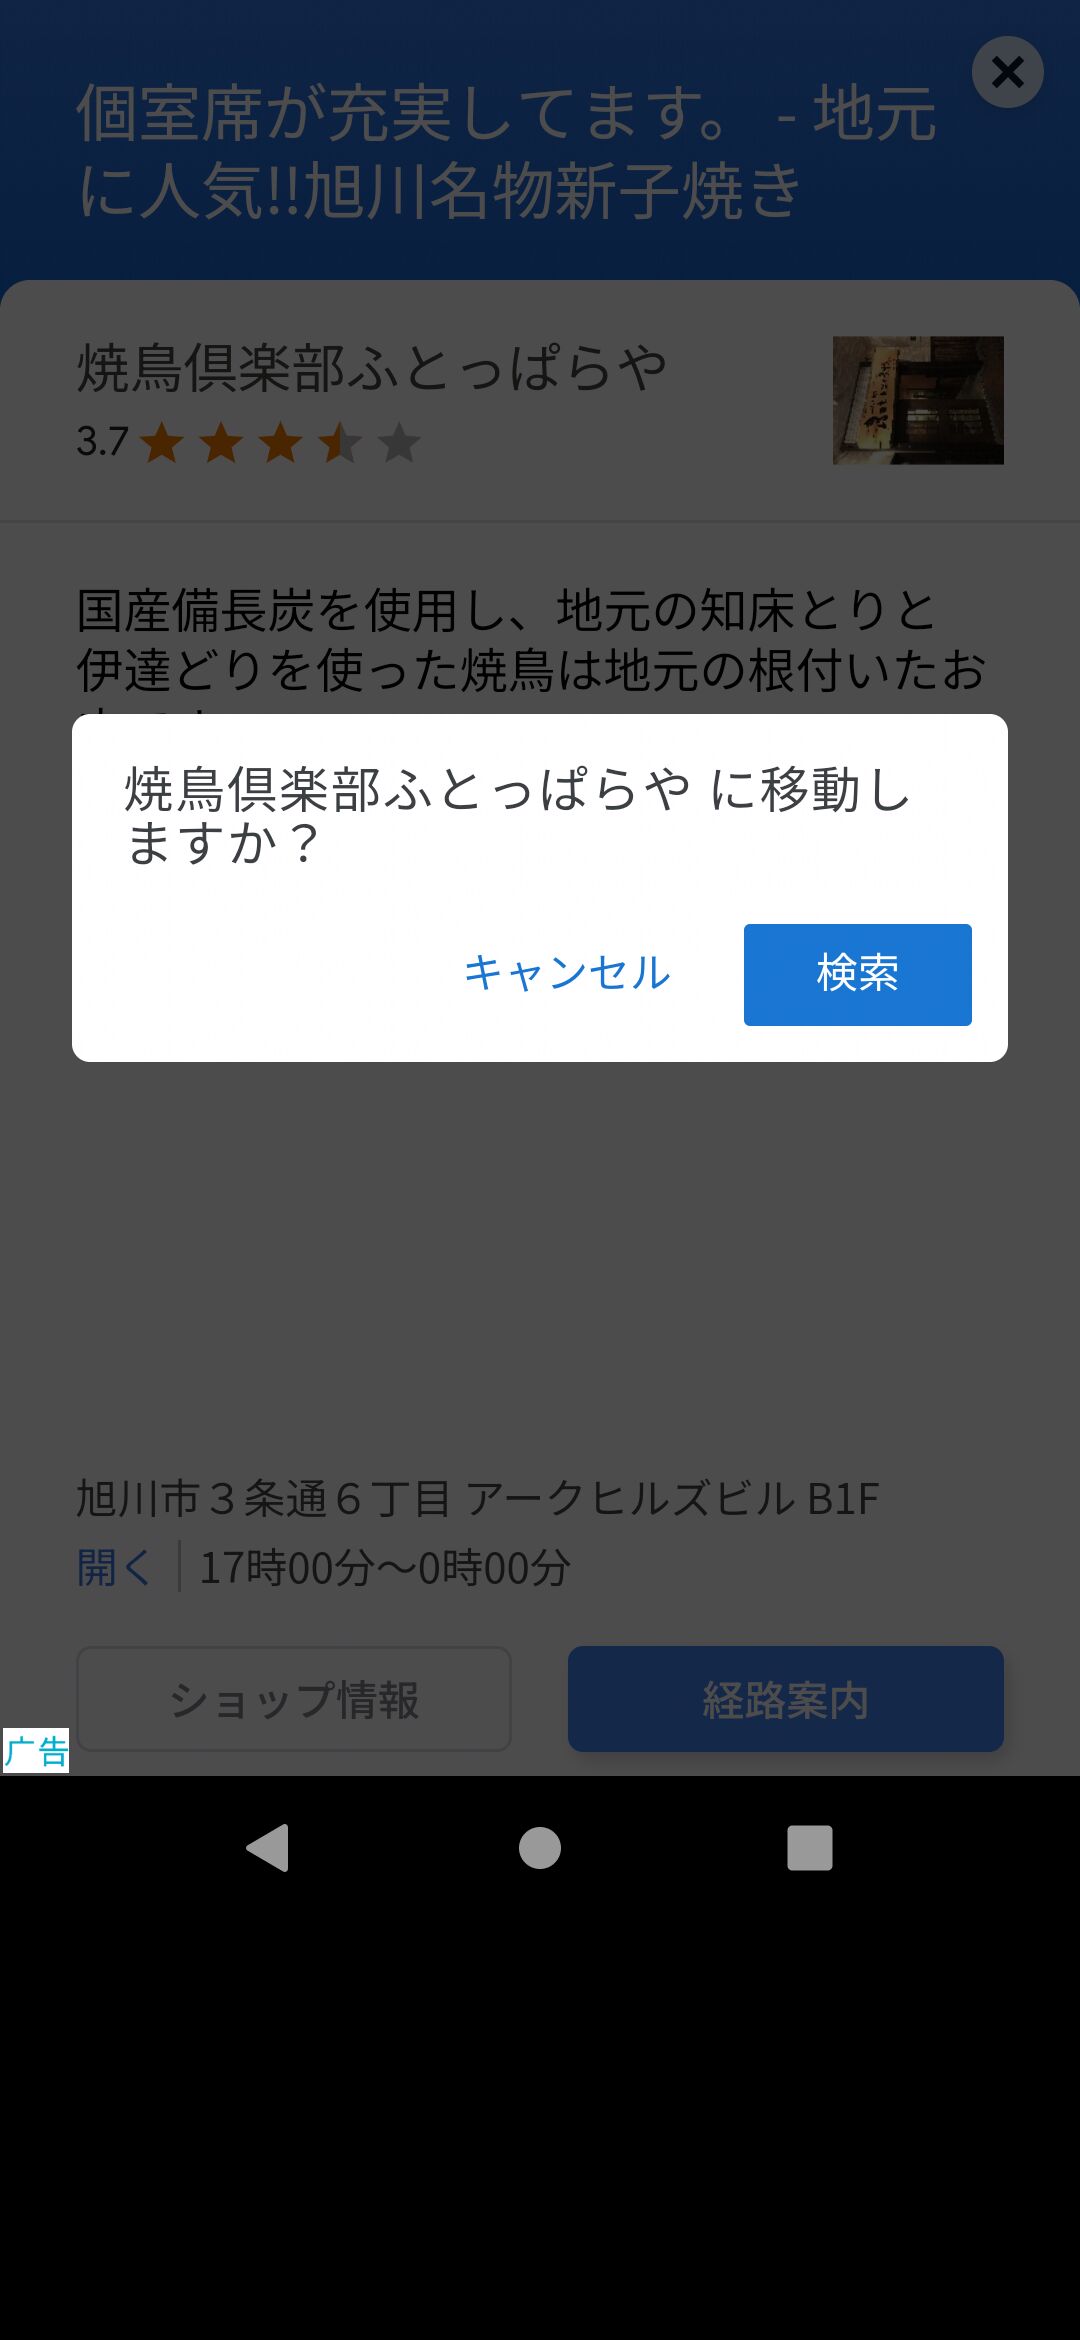 個室席が充実してます。 - 地元
に人気!!旭川名物新子焼き
焼鳥倶楽部ふとっぱらや
3.7
国産備長炭を使用し、地元の知床とりと
伊達どりを使った焼鳥は地元の根付いたお
焼鳥倶楽部ふとっぱらや に移動し
ますか？
キャンセル
検索
旭川市３条通６丁目 アークヒルズビル B1F
開く
17時00分～0時00分
ショップ情報
経路案内
广告